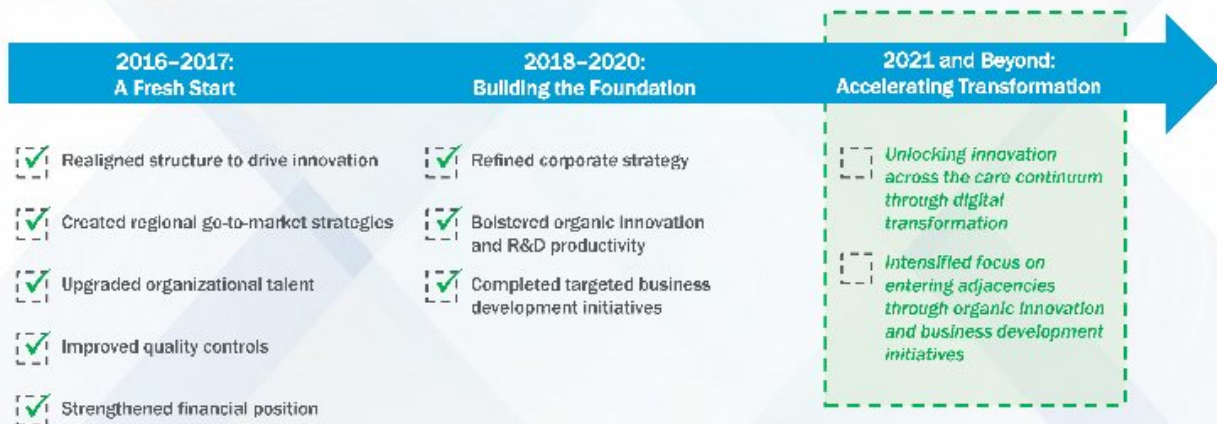 2016–2017:
A Fresh Start
Realigned structure to drive innovation
Created regional go-to-market strategies
Upgraded organizational talent
Improved quality controls
Strengthened financial position
2018–2020:
Building the Foundation
Refined corporate strategy
Bolstered organic innovation
and R&D productivity
Completed targeted business
development initiatives
2021 and Beyond:
Accelerating Transformation
Unlocking innovation
across the care continuum
through digital
transformation
Intensified focus on
entering adjacencies
through organic innovation
and business development
initiatives